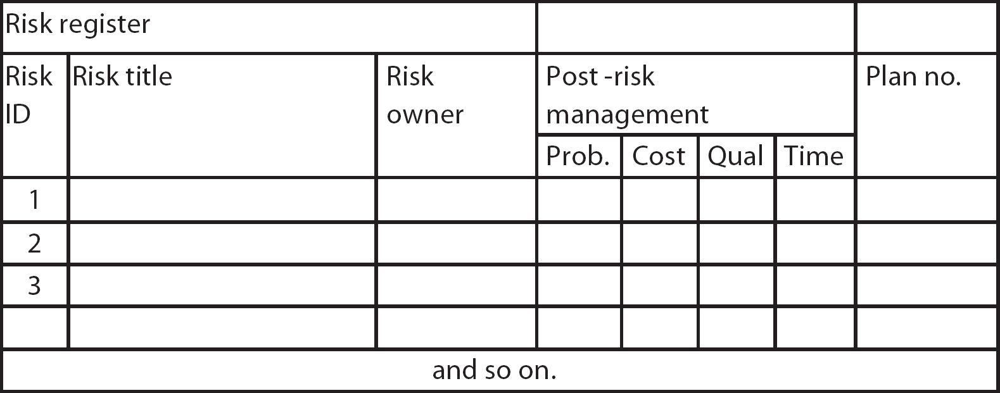 Risk register
Risk ID
Risk title
Risk owner
Post -risk management
Plan no.
Prob.
Cost
Qual
Time
1
2
3
and so on.